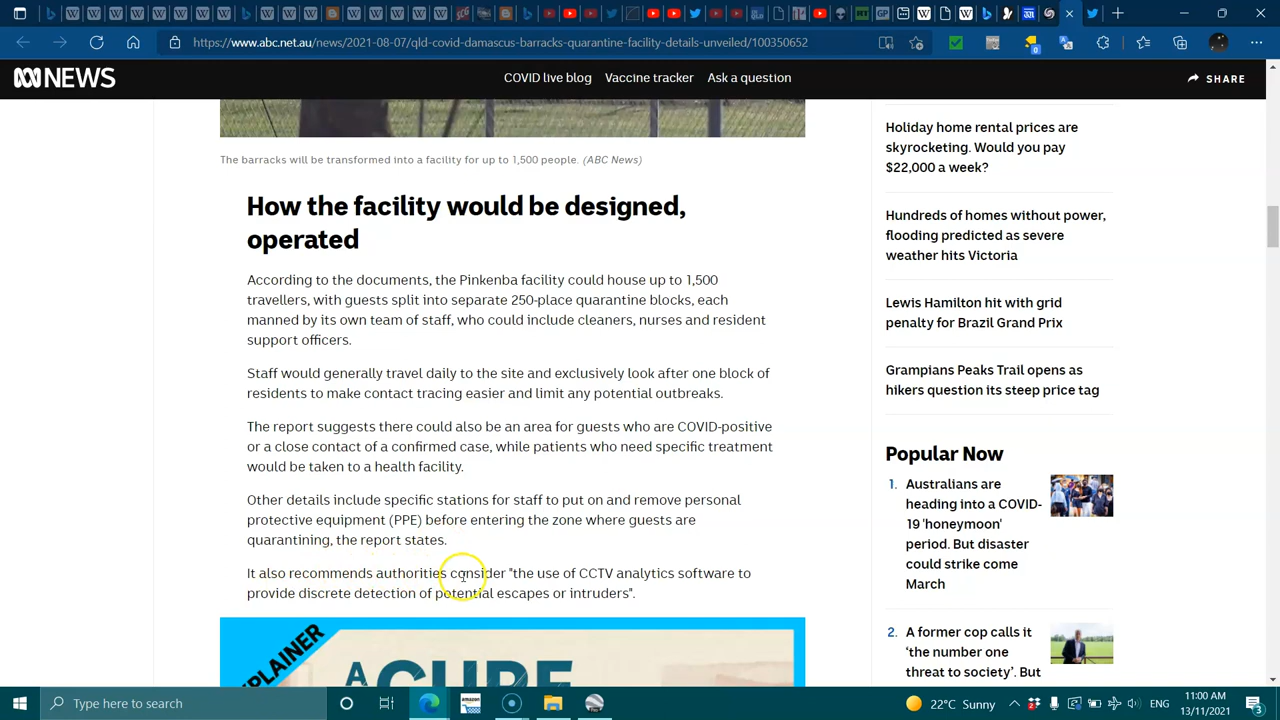 https://www.abc.net.au/news/2021-08-07/qld-covid-damascus-barracks-quarantine-facility-details-unveiled/100350652
NEWS
COVID live blog
Vaccine tracker
Ask a question
SHARE
The barracks will be transformed into a facility for up to 1,500 people. (ABC News)
How the facility would be designed,
operated
According to the documents, the Pinkenba facility could house up to 1,500
travellers, with guests split into separate 250-place quarantine blocks, each
manned by its own team of staff, who could include cleaners, nurses and resident
support officers.
Staff would generally travel daily to the site and exclusively look after one block of
residents to make contact tracing easier and limit any potential outbreaks.
The report suggests there could also be an area for guests who are COVID-positive
or a close contact of a confirmed case, while patients who need specific treatment
would be taken to a health facility.
Other details include specific stations for staff to put on and remove personal
protective equipment (PPE) before entering the zone where guests are
quarantining, the report states.
It also recommends authorities consider "the use of CCTV analytics software to
provide discrete detection of potential escapes or intruders".
Holiday home rental prices are
skyrocketing. Would you pay
$22,000 a week?
Hundreds of homes without power,
flooding predicted as severe
weather hits Victoria
Lewis Hamilton hit with grid
penalty for Brazil Grand Prix
Grampians Peaks Trail opens as
hikers question its steep price tag
Popular Now
1. Australians are
heading into a COVID-
19 'honeymoon'
period. But disaster
could strike come
March
2. A former cop calls it
'the number one
threat to society'. But
A CURE
Type here to search
22°C Sunny
11:00 AM
13/11/2021